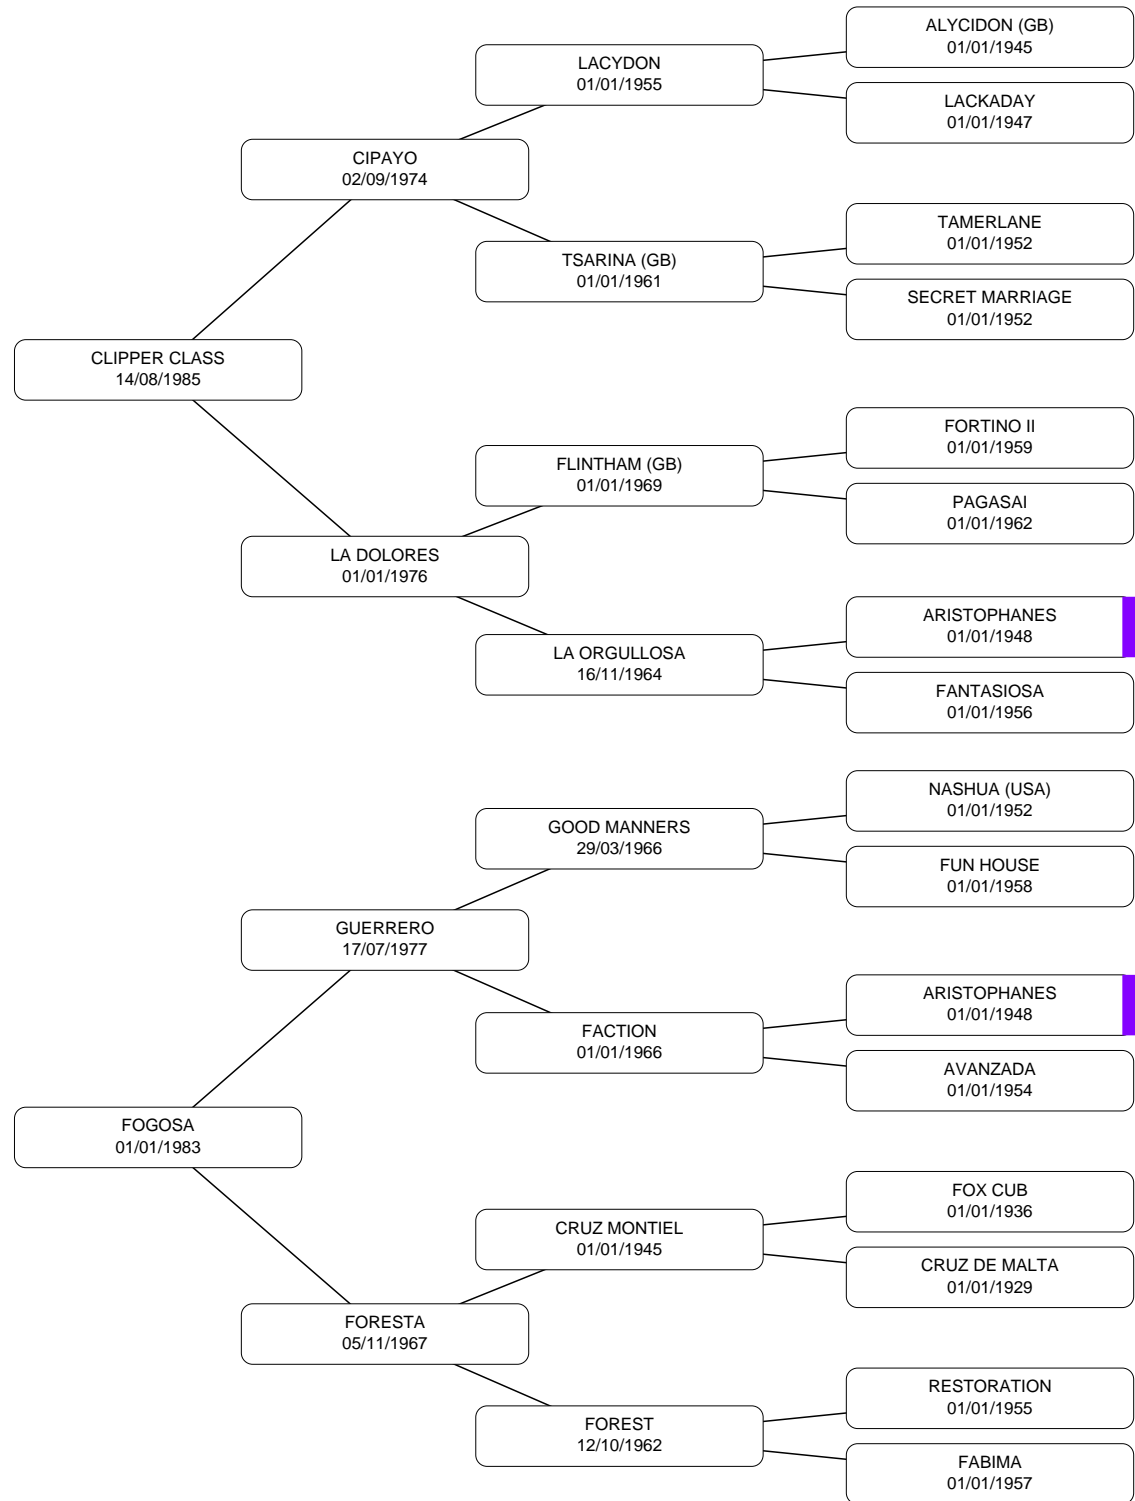 ALYCIDON (GB)
01/01/1945
LACYDON
01/01/1955
LACKADAY
01/01/1947
CIPAYO
02/09/1974
TAMERLANE
01/01/1952
TSARINA (GB)
01/01/1961
SECRET MARRIAGE
01/01/1952
CLIPPER CLASS
14/08/1985
FORTINO II
01/01/1959
FLINTHAM (GB)
01/01/1969
PAGASAI
01/01/1962
LA DOLORES
01/01/1976
ARISTOPHANES
01/01/1948
LA ORGULLOSA
16/11/1964
FANTASIOSA
01/01/1956
NASHUA (USA)
01/01/1952
GOOD MANNERS
29/03/1966
FUN HOUSE
01/01/1958
GUERRERO
17/07/1977
ARISTOPHANES
01/01/1948
FACTION
01/01/1966
AVANZADA
01/01/1954
FOGOSA
01/01/1983
FOX CUB
01/01/1936
CRUZ MONTIEL
01/01/1945
CRUZ DE MALTA
01/01/1929
FORESTA
05/11/1967
RESTORATION
01/01/1955
FOREST
12/10/1962
FABIMA
01/01/1957